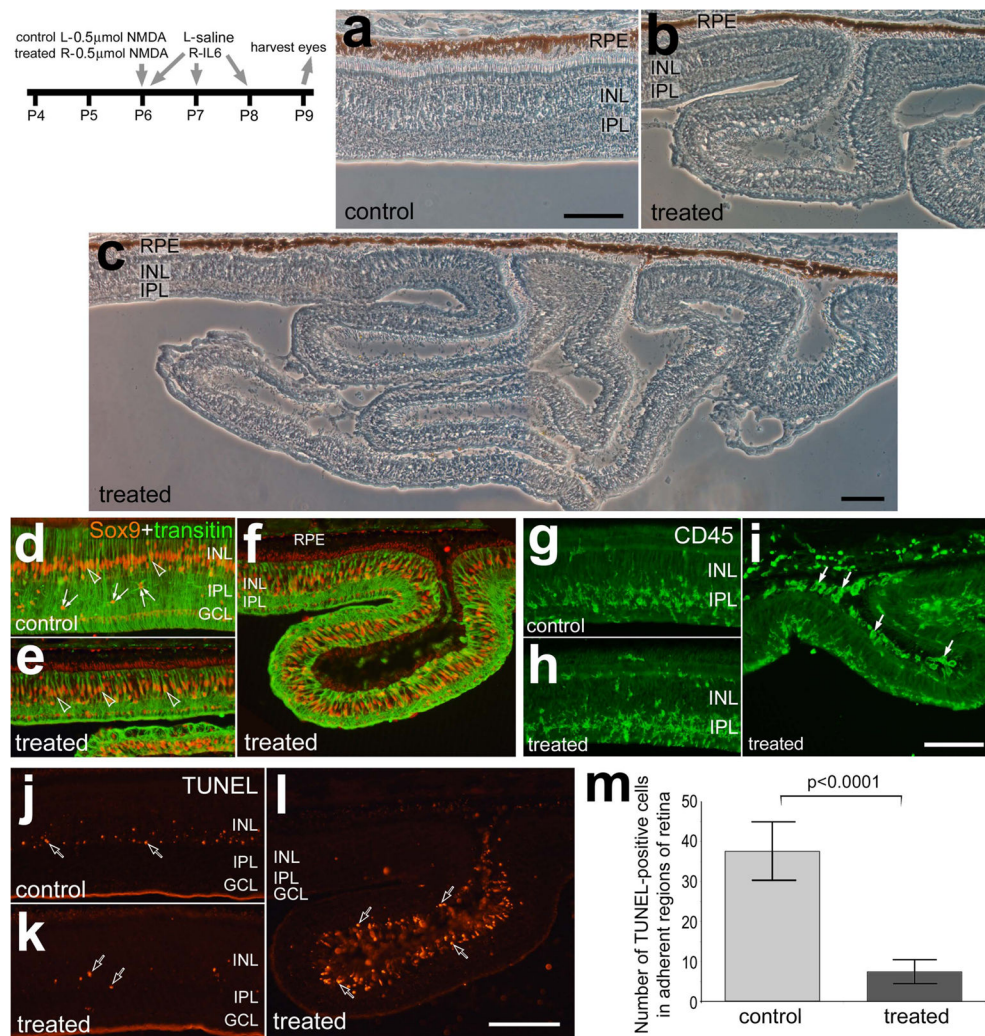 control L-0.5μmol NMDA
treated R-0.5μmol NMDA
L-saline
R-IL6
harvest eyes
P4 P5 P6 P7 P8 P9
a
RPE
INL
IPL
control
b
RPE
INL
IPL
treated
c
RPE
INL
IPL
treated
d
Sox9+transitin
INL
IPL
GCL
control
e
treated
f
RPE
INL
IPL
g
CD45
INL
IPL
control
h
INL
IPL
treated
i
treated
j
TUNEL
INL
IPL
GCL
control
k
INL
IPL
GCL
treated
l
INL
IPL
GCL
treated
m
p<0.0001
Number of TUNEL-positive cells
in adherent regions of retina
50
40
30
20
10
0
control treated